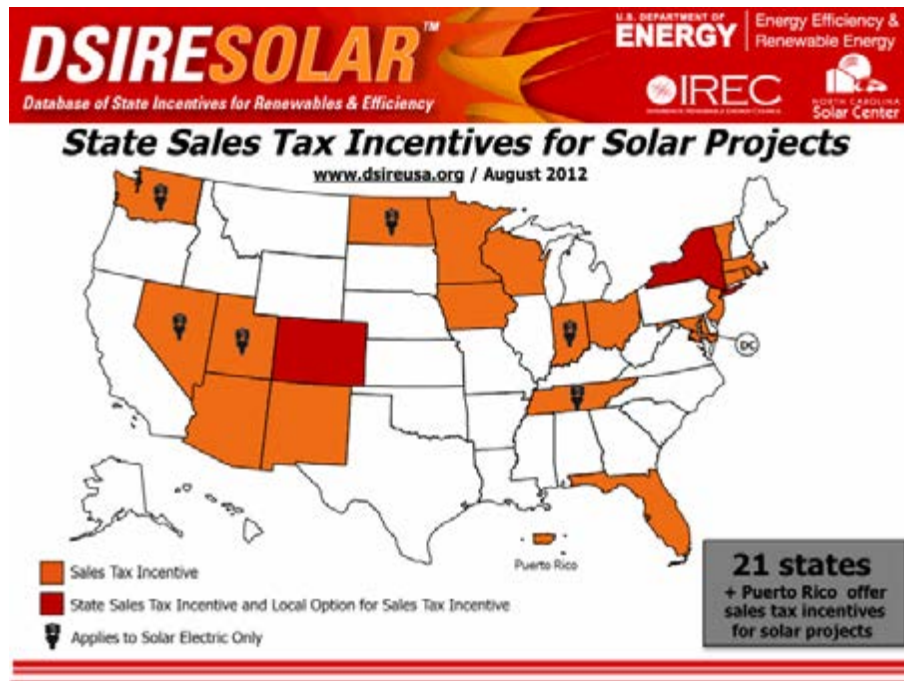 DSIRESOLAR™
Database of State Incentives for Renewables & Efficiency
U.S. DEPARTMENT OF
ENERGY
Energy Efficiency &
Renewable Energy
IREC
NORTH CAROLINA
Solar Center
State Sales Tax Incentives for Solar Projects
www.dsireusa.org / August 2012
DC
Puerto Rico
Sales Tax Incentive
State Sales Tax Incentive and Local Option for Sales Tax Incentive
Applies to Solar Electric Only
21 states
+ Puerto Rico offer
sales tax incentives
for solar projects